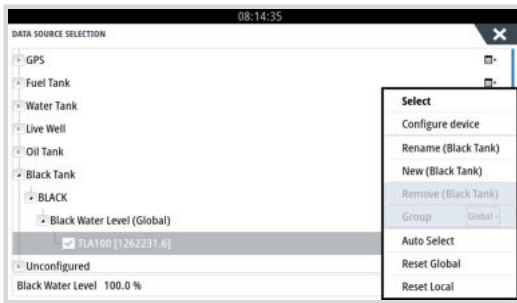 08:14:35
DATA SOURCE SELECTION
GPS
Fuel Tank
Water Tank
Live Well
Oil Tank
Black Tank
BLACK
Black Water Level (Global)
TLA100 [1262231.6]
Unconfigured
Black Water Level 100.0 %
Select
Configure device
Rename (Black Tank)
New (Black Tank)
Remove (Black Tank)
Group Global
Auto Select
Reset Global
Reset Local